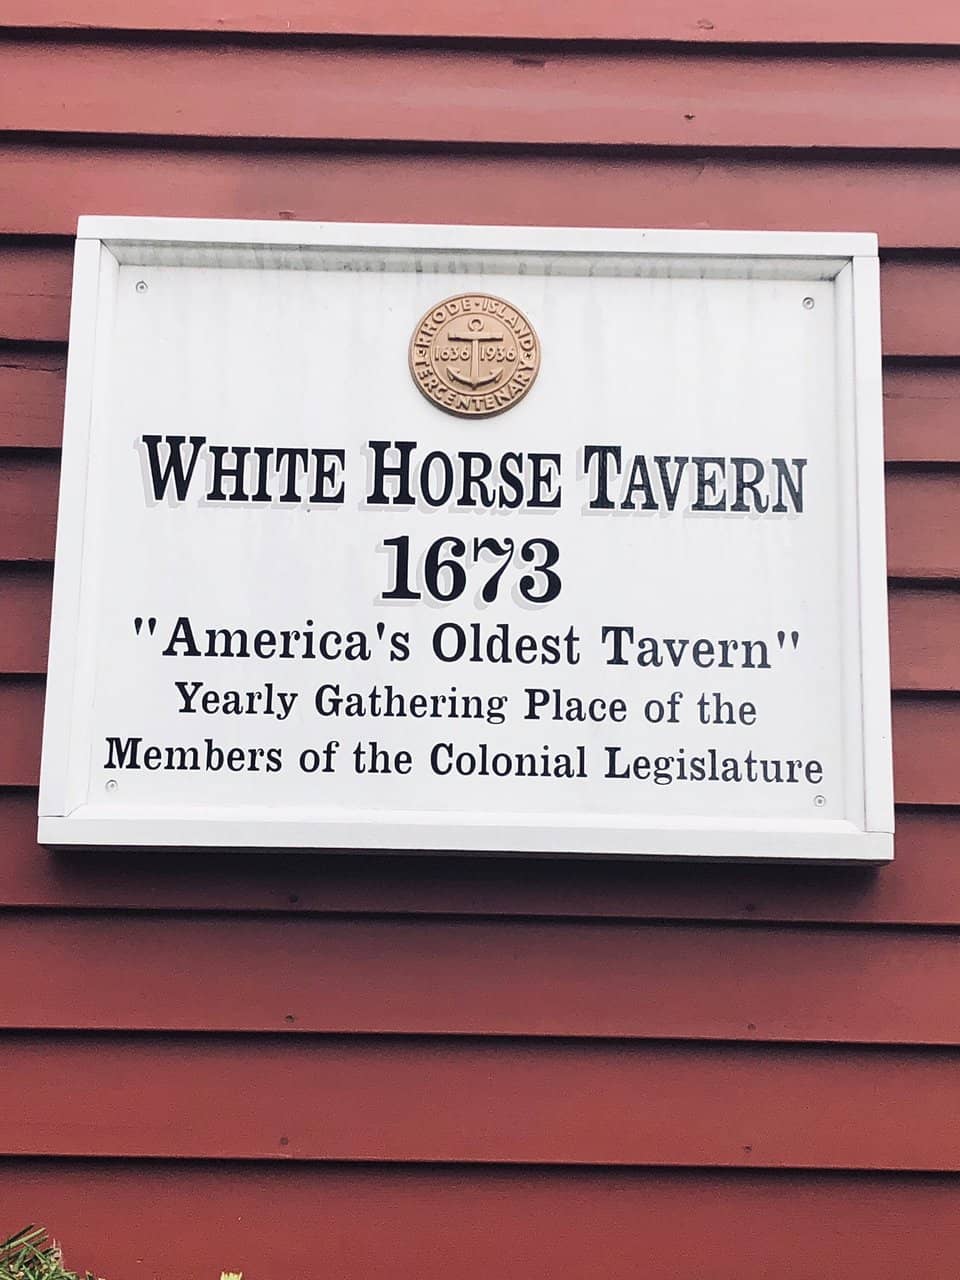 RHODE·ISLAND
1636 1936
TERCENTENARY
WHITE HORSE TAVERN
1673
"America's Oldest Tavern"
Yearly Gathering Place of the
Members of the Colonial Legislature